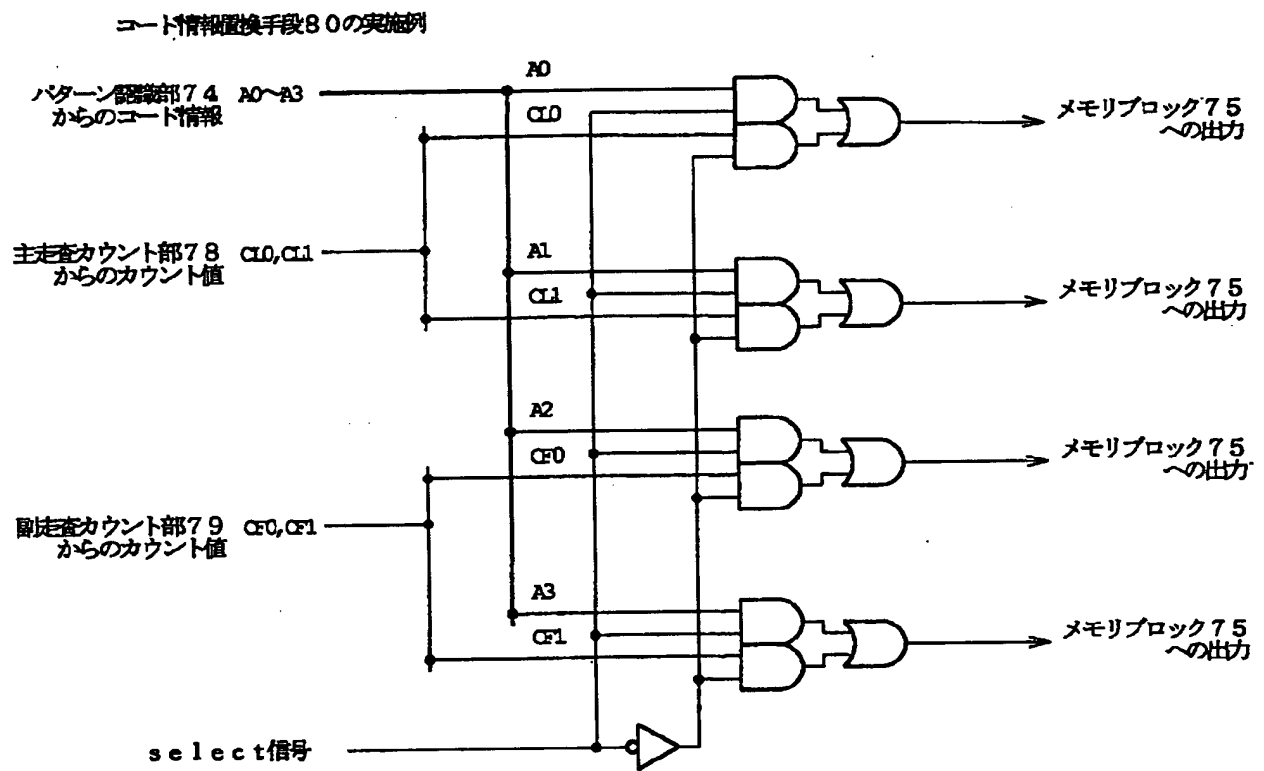 コード情報置換手段８０の実施例
パターン認識部７４ A0~A3
からのコード情報
A0
CL0
メモリブロック７５
への出力
主走査カウント部７８ CL0,CL1
からのカウント値
A1
CL1
メモリブロック７５
への出力
A2
CF0
メモリブロック７５
への出力
副走査カウント部７９ CF0,CF1
からのカウント値
A3
CF1
メモリブロック７５
への出力
ｓｅｌｅｃｔ信号